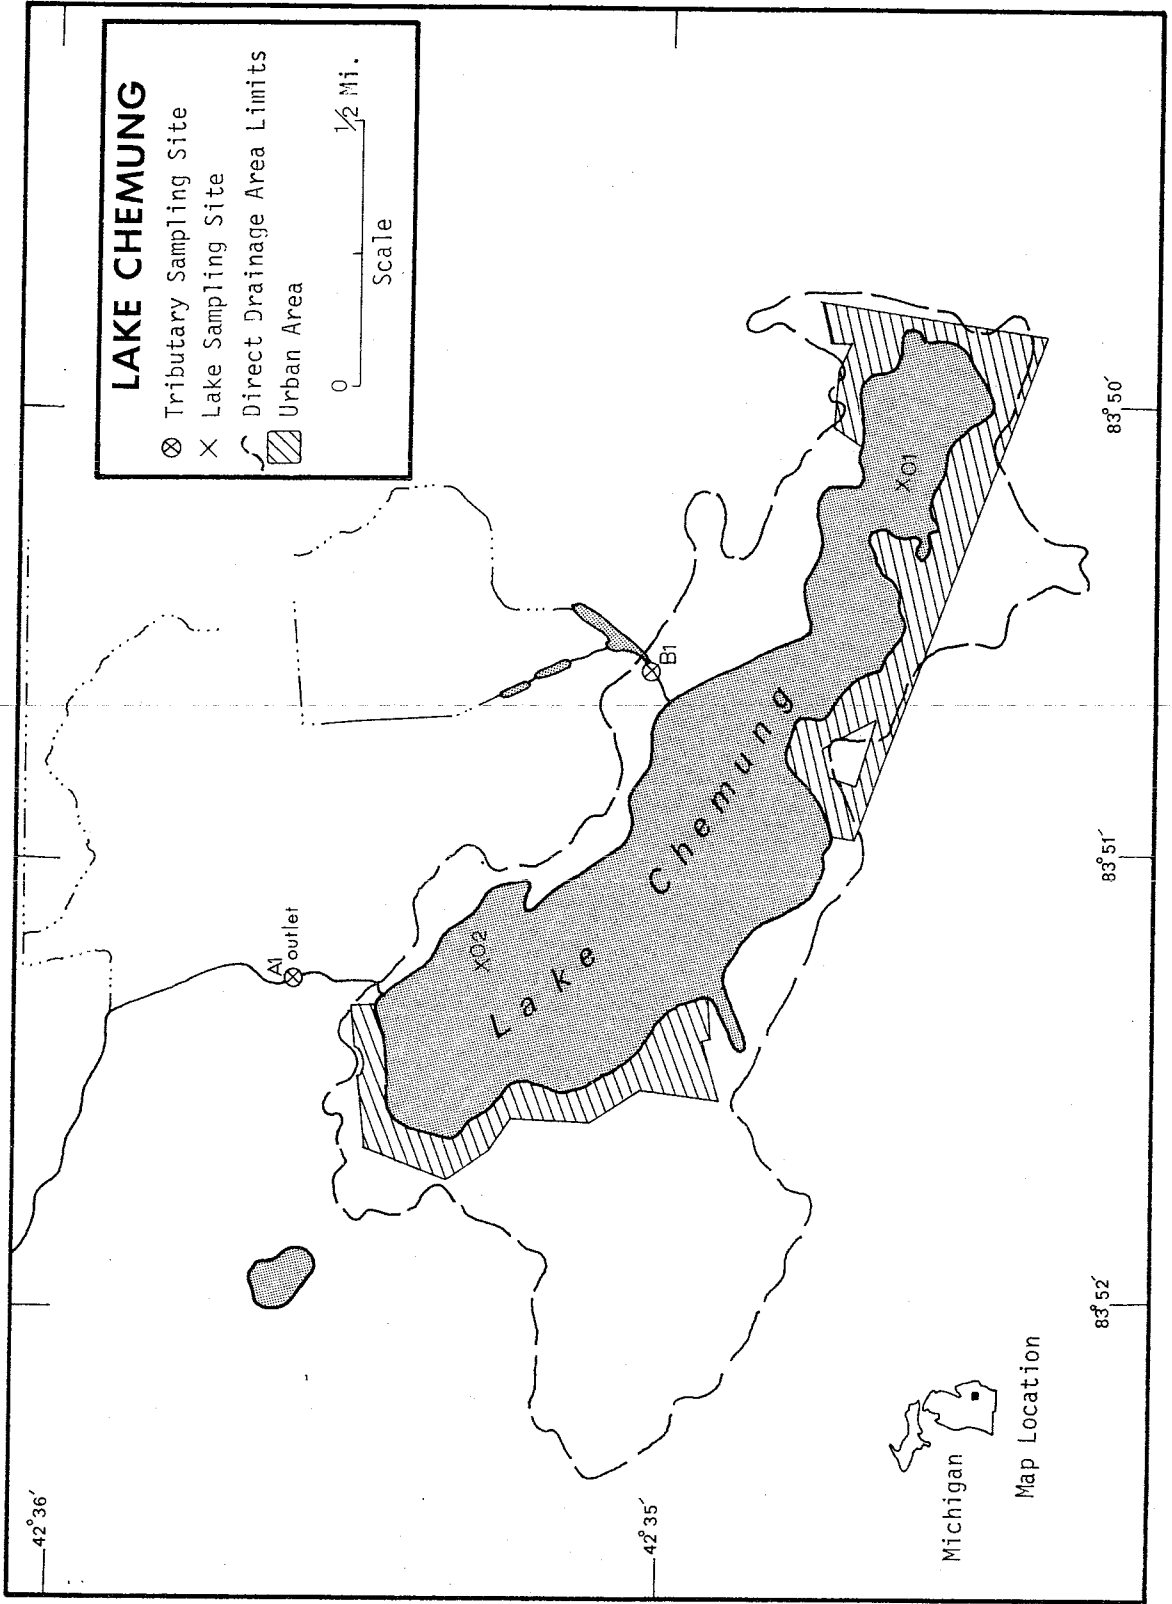 LAKE CHEMUNG
⊗ Tributary Sampling Site
× Lake Sampling Site
Direct Drainage Area Limits
Urban Area
0 1/2 Mi.
Scale
42°36′
42°35′
A1
outlet
B1
X02
X01
Lake Chemung
83°52′
83°51′
83°50′
Michigan
Map Location